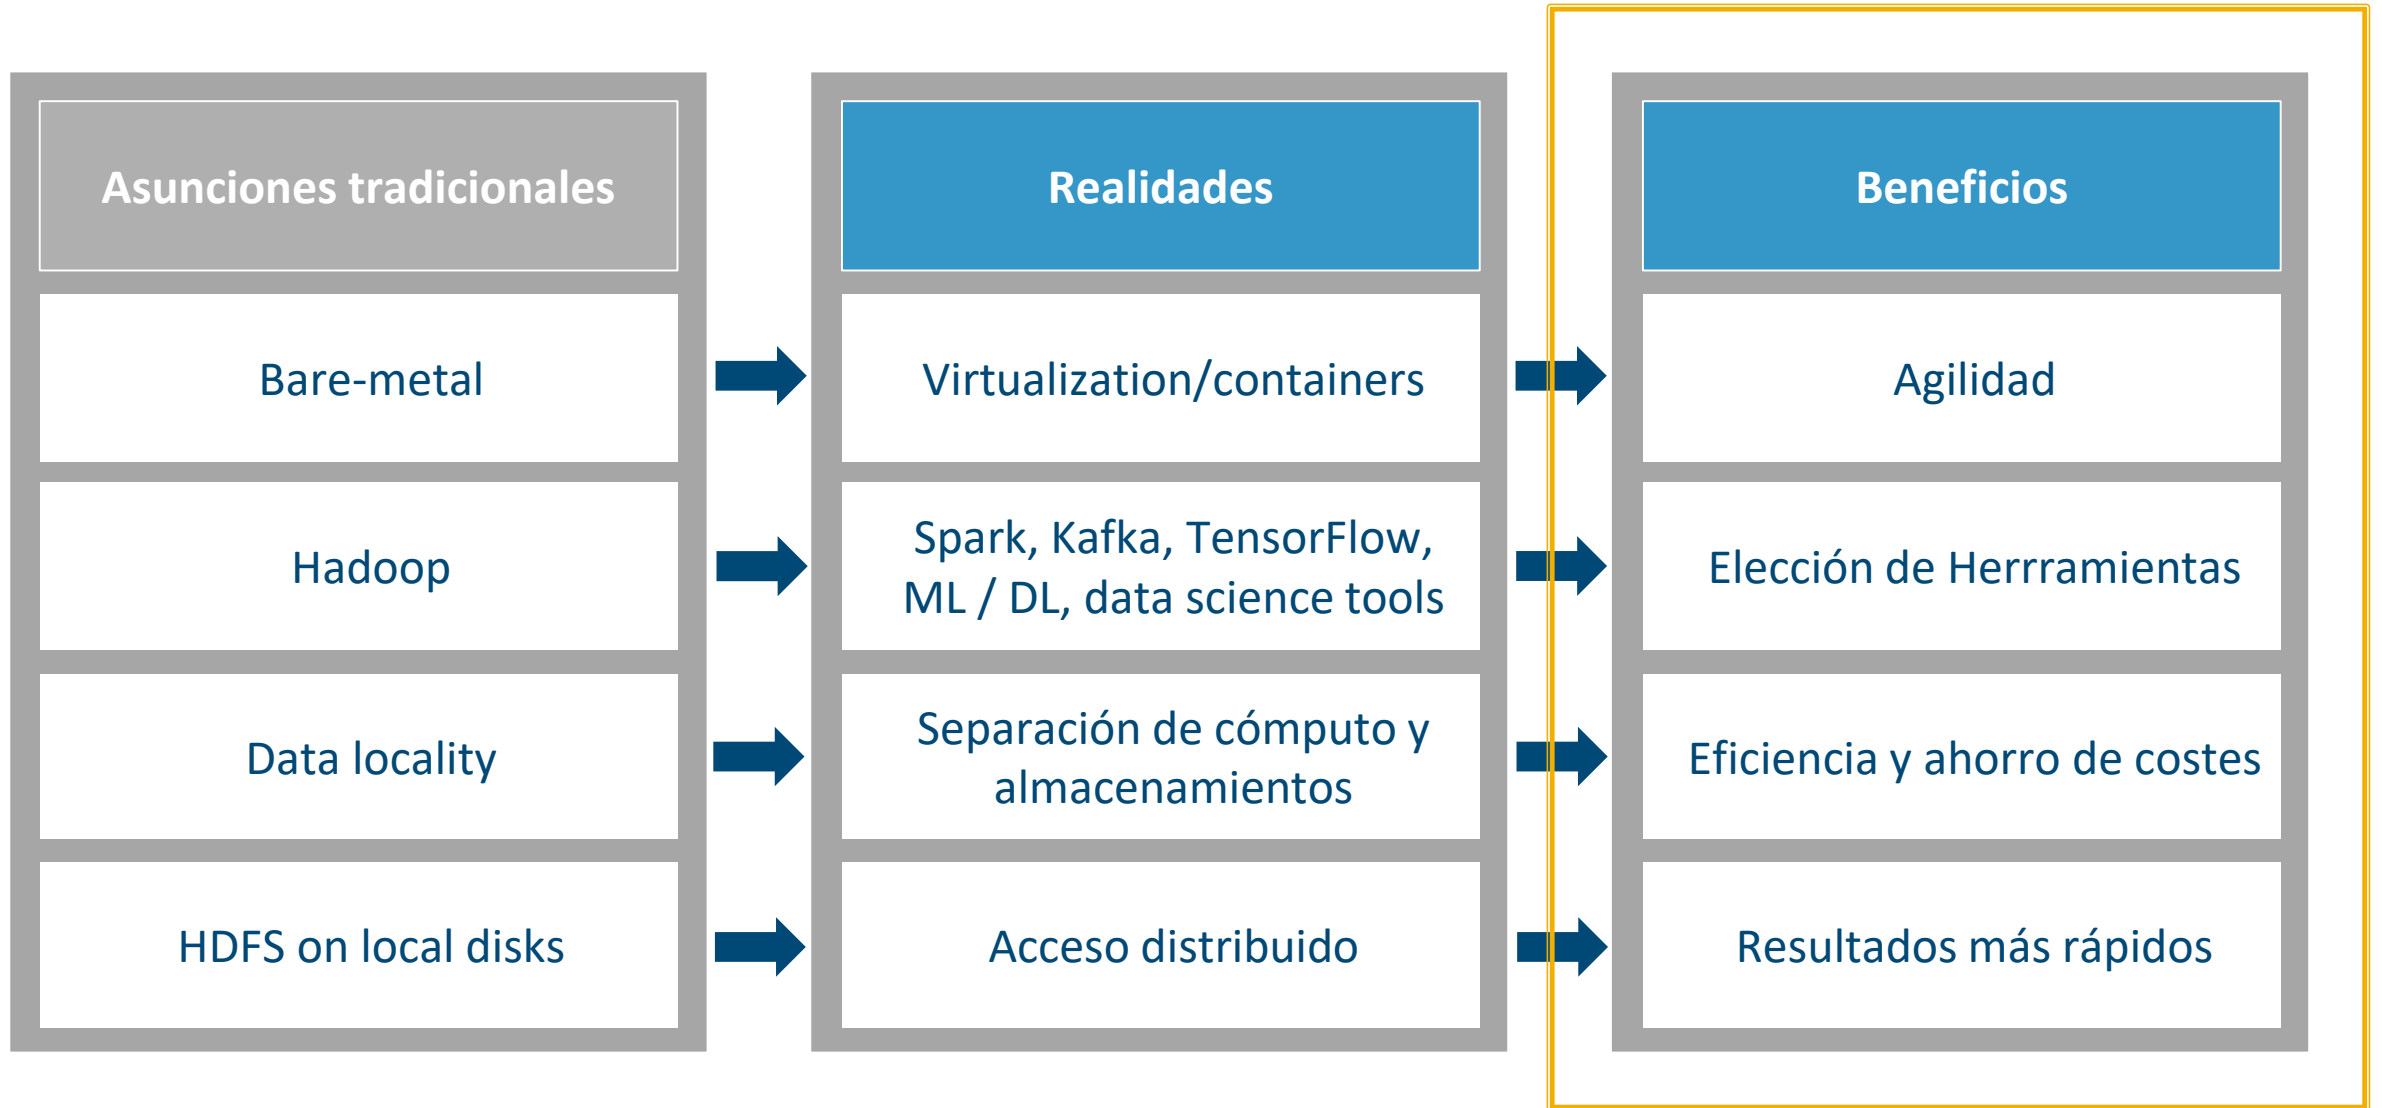 Asunciones tradicionales
Realidades
Beneficios
Bare-metal
Virtualization/containers
Agilidad
Hadoop
Spark, Kafka, TensorFlow,
ML / DL, data science tools
Elección de Herrramientas
Data locality
Separación de cómputo y
almacenamientos
Eficiencia y ahorro de costes
HDFS on local disks
Acceso distribuido
Resultados más rápidos